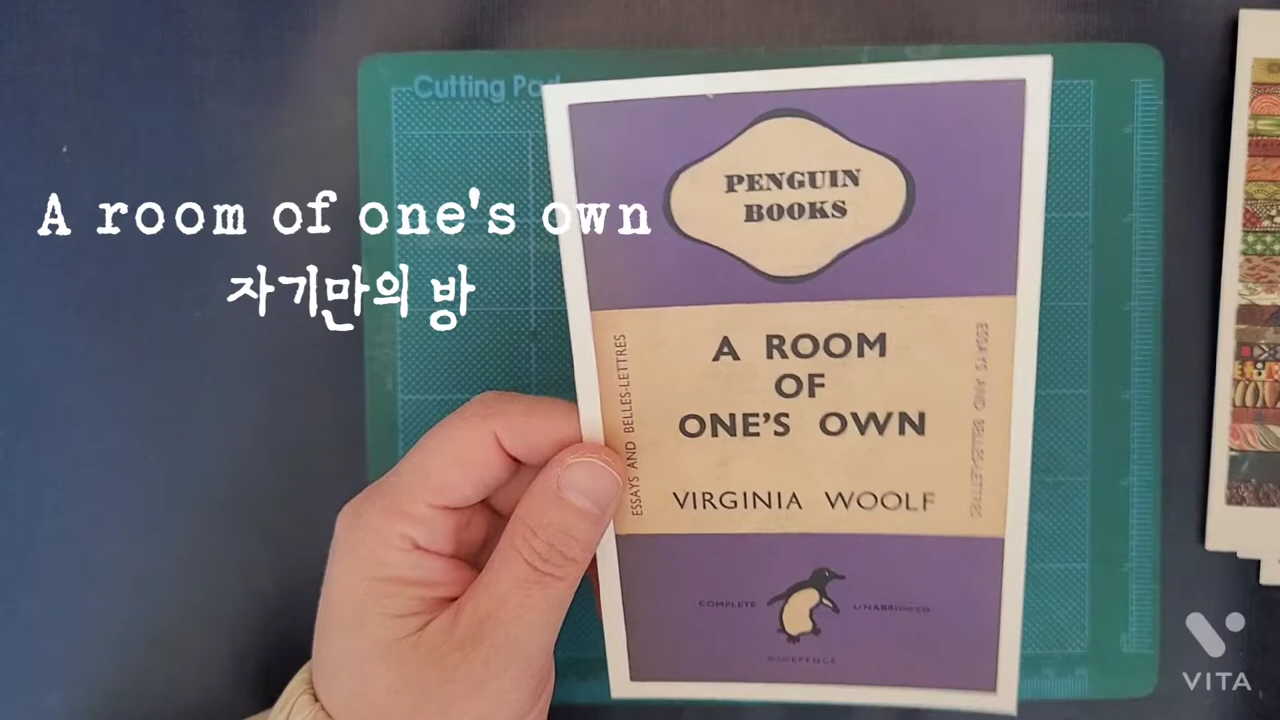 Cutting Pad
A room of one's own
자기만의 방
PENGUIN
BOOKS
A ROOM
OF
ONE'S OWN
VIRGINIA WOOLF
ESSAYS AND BELLES-LETTRES
ESSAYS AND BELLES-LETTRES
COMPLETE UNABRIDGED
VITA